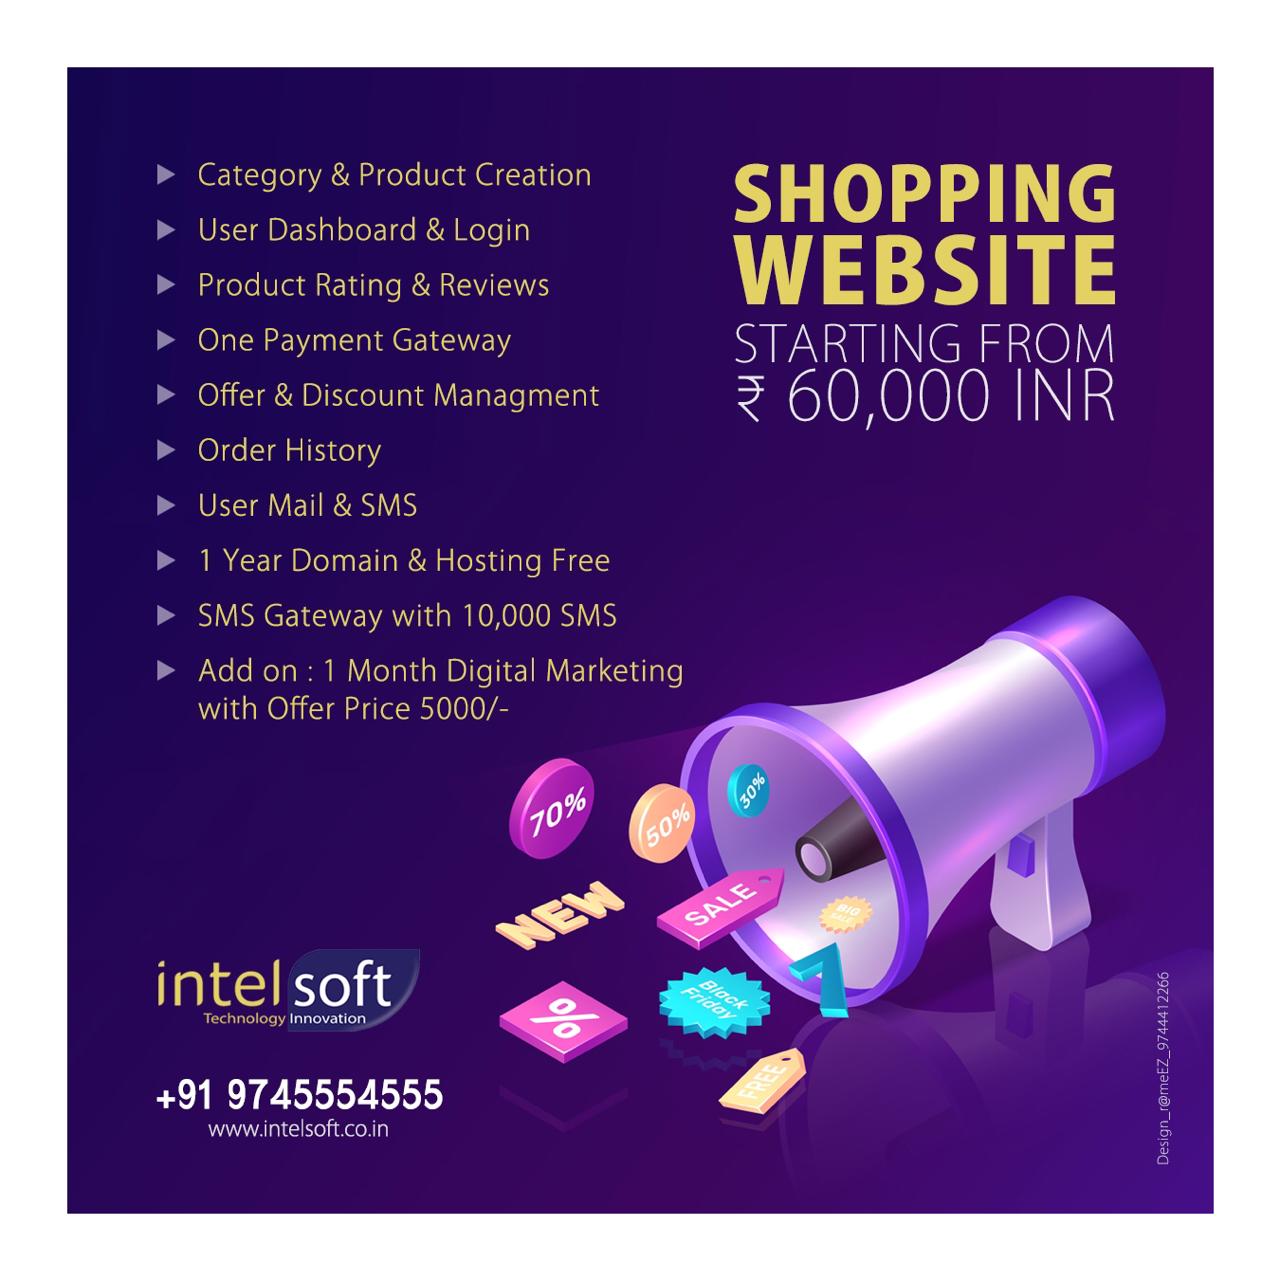 Category & Product Creation
User Dashboard & Login
Product Rating & Reviews
One Payment Gateway
Offer & Discount Managment
Order History
User Mail & SMS
1 Year Domain & Hosting Free
SMS Gateway with 10,000 SMS
Add on : 1 Month Digital Marketing
with Offer Price 5000/-
SHOPPING
WEBSITE
STARTING FROM
₹ 60,000 INR
70%
50%
30%
NEW
SALE
BIG
SALE
%
Black
Friday
FREE
intelsoft
Technology Innovation
+91 9745554555
www.intelsoft.co.in
Design_r@meEZ_9744412266